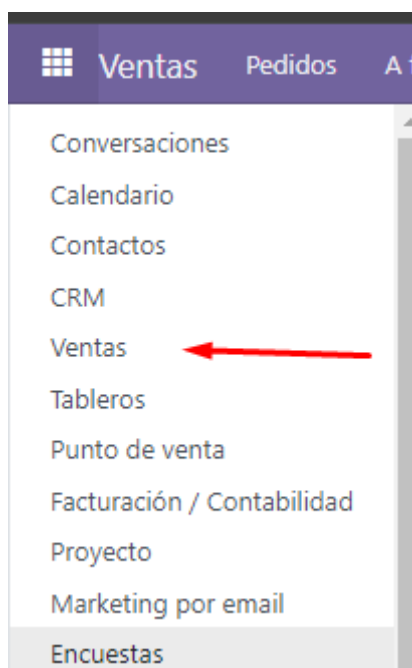 Ventas Pedidos A
Conversaciones
Calendario
Contactos
CRM
Ventas
Tableros
Punto de venta
Facturación / Contabilidad
Proyecto
Marketing por email
Encuestas